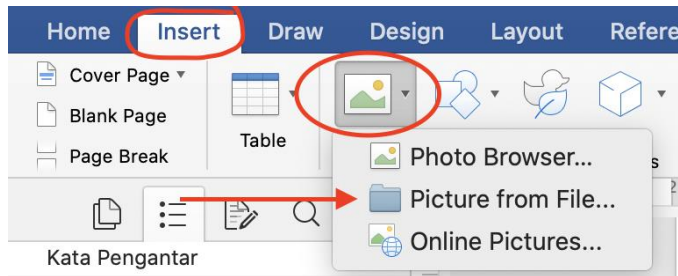 Home Insert Draw Design Layout Refere
Cover Page
Blank Page
Page Break
Table
s
Photo Browser...
Picture from File...
Online Pictures...
2
Kata Pengantar